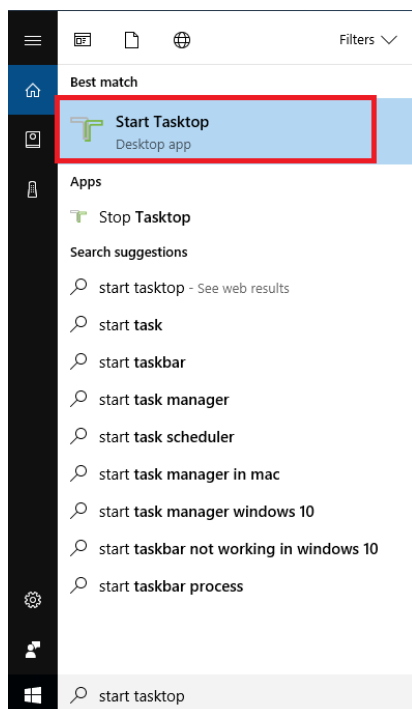 Filters
Best match
Start Tasktop
Desktop app
Apps
Stop Tasktop
Search suggestions
start tasktop - See web results
start task
start taskbar
start task manager
start task scheduler
start task manager in mac
start task manager windows 10
start taskbar not working in windows 10
start taskbar process
start tasktop